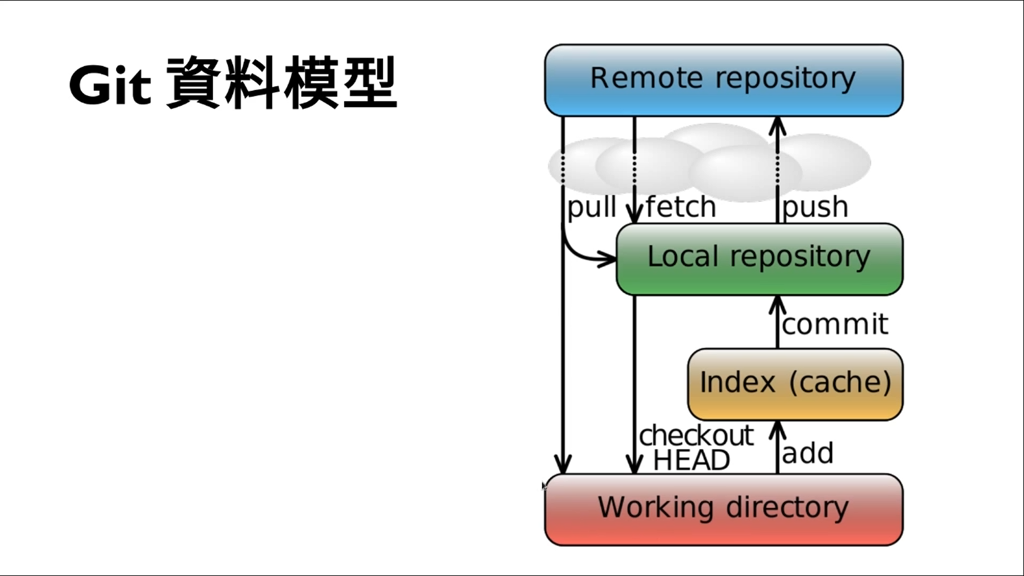 Git 資料模型
Remote repository
pull
fetch
push
Local repository
commit
Index (cache)
checkout
HEAD
add
Working directory